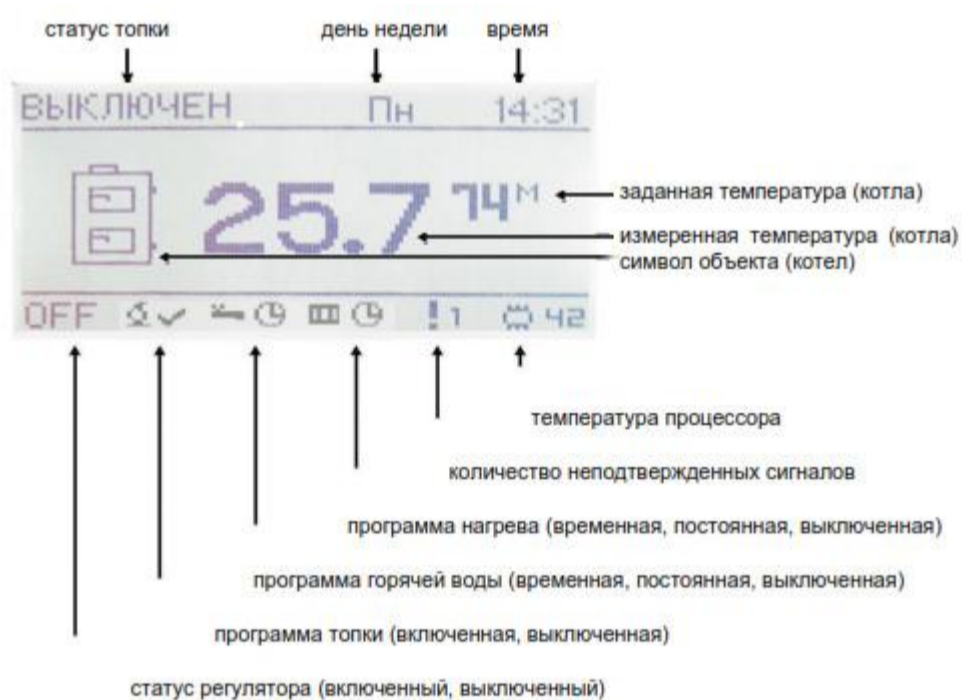 статус топки день недели время
ВЫКЛЮЧЕН Пн 14:31
25.7 74 М
заданная температура (котла)
измеренная температура (котла)
символ объекта (котел)
OFF ! 1 42
температура процессора
количество неподтвержденных сигналов
программа нагрева (временная, постоянная, выключенная)
программа горячей воды (временная, постоянная, выключенная)
программа топки (включенная, выключенная)
статус регулятора (включенный, выключенный)